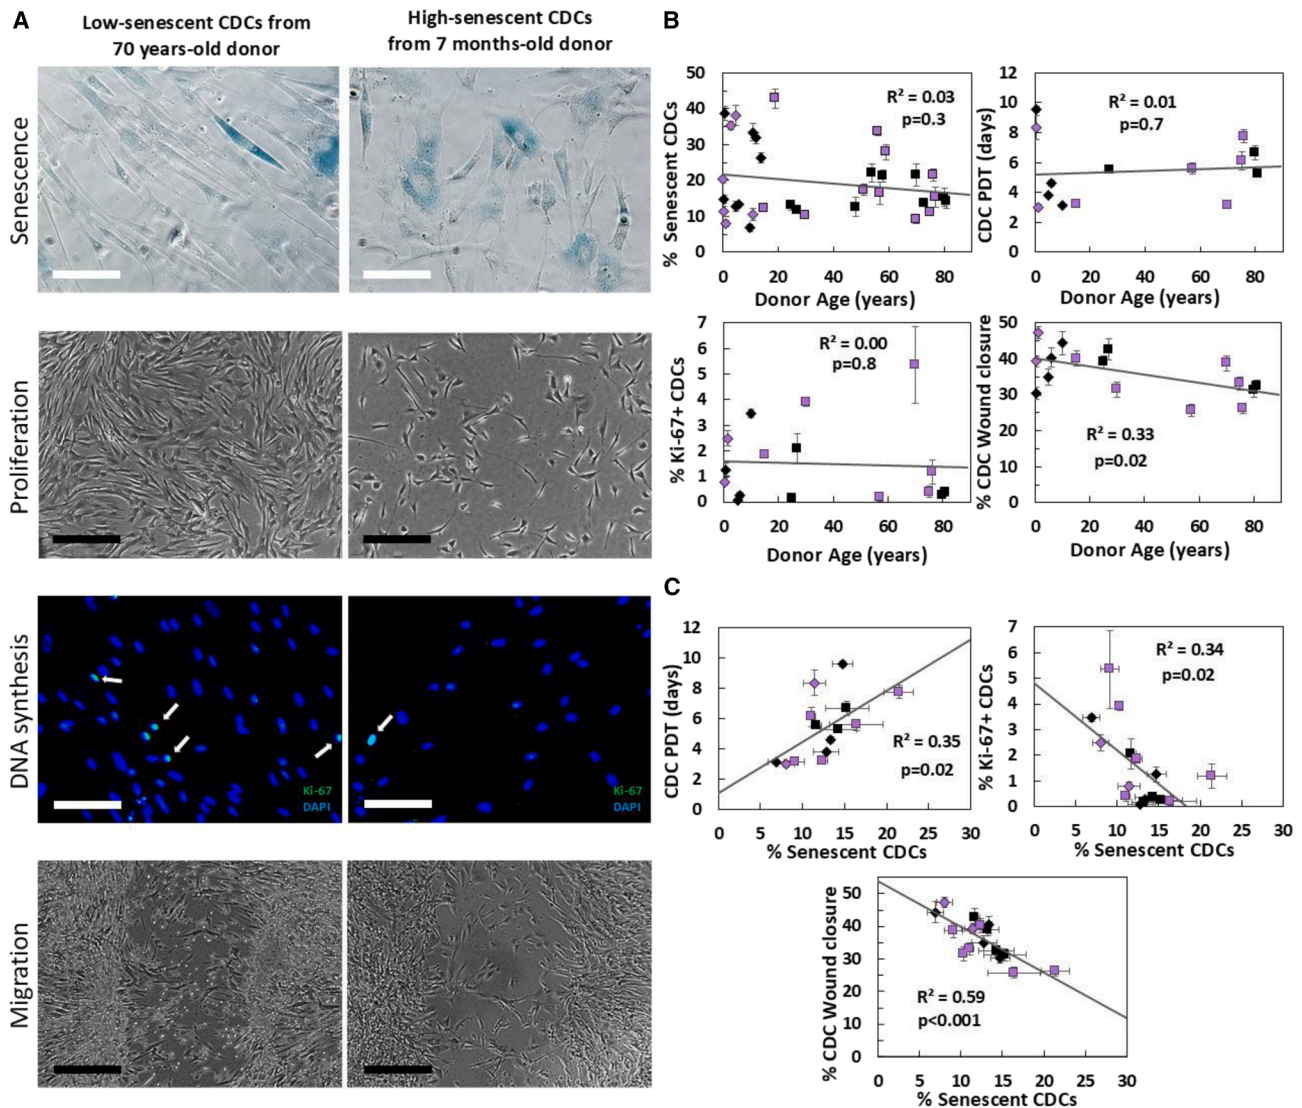 A
Low-senescent CDCs from
70 years-old donor
High-senescent CDCs
from 7 months-old donor
Senescence
Proliferation
DNA synthesis
Ki-67
DAPI
Ki-67
DAPI
Migration
B
% Senescent CDCs
50
40
30
20
10
0
R² = 0.03
p=0.3
0 20 40 60 80
Donor Age (years)
CDC PDT (days)
12
10
8
6
4
2
0
R² = 0.01
p=0.7
0 20 40 60 80
Donor Age (years)
% Ki-67+ CDCs
7
6
5
4
3
2
1
0
R² = 0.00
p=0.8
0 20 40 60 80
Donor Age (years)
% CDC Wound closure
50
40
30
20
10
0
R² = 0.33
p=0.02
0 20 40 60 80
Donor Age (years)
C
CDC PDT (days)
12
10
8
6
4
2
0
R² = 0.35
p=0.02
0 5 10 15 20 25 30
% Senescent CDCs
% Ki-67+ CDCs
7
6
5
4
3
2
1
0
R² = 0.34
p=0.02
0 5 10 15 20 25 30
% Senescent CDCs
% CDC Wound closure
50
40
30
20
10
0
R² = 0.59
p<0.001
0 5 10 15 20 25 30
% Senescent CDCs